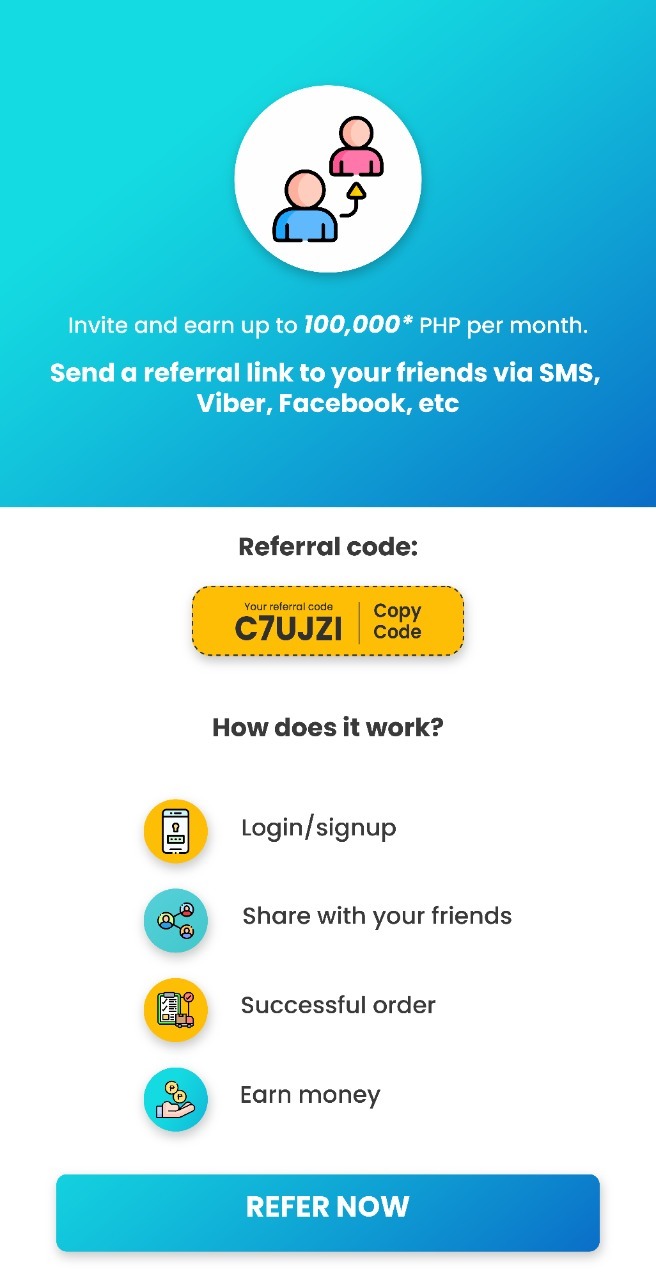 Invite and earn up to 100,000* PHP per month.
Send a referral link to your friends via SMS,
Viber, Facebook, etc
Referral code:
Your referral code
C7UJZI
Copy
Code
How does it work?
Login/signup
Share with your friends
Successful order
Earn money
REFER NOW